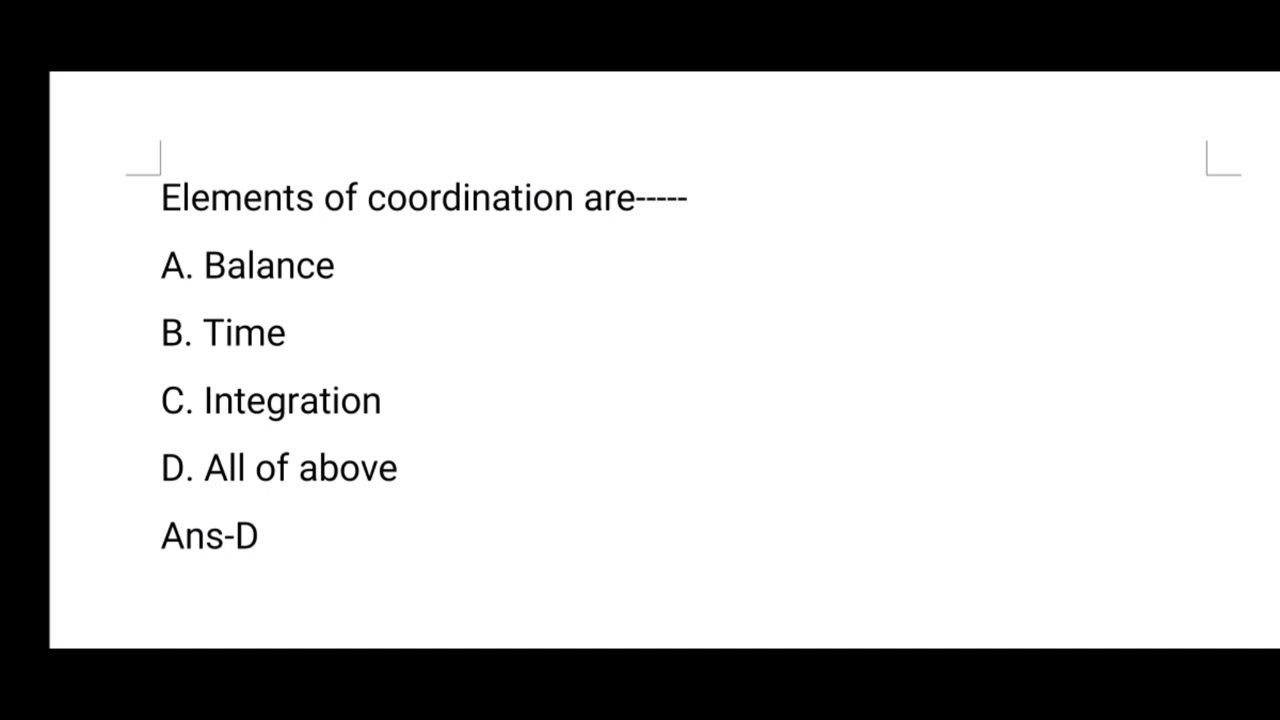 Elements of coordination are-----
A. Balance
B. Time
C. Integration
D. All of above
Ans-D